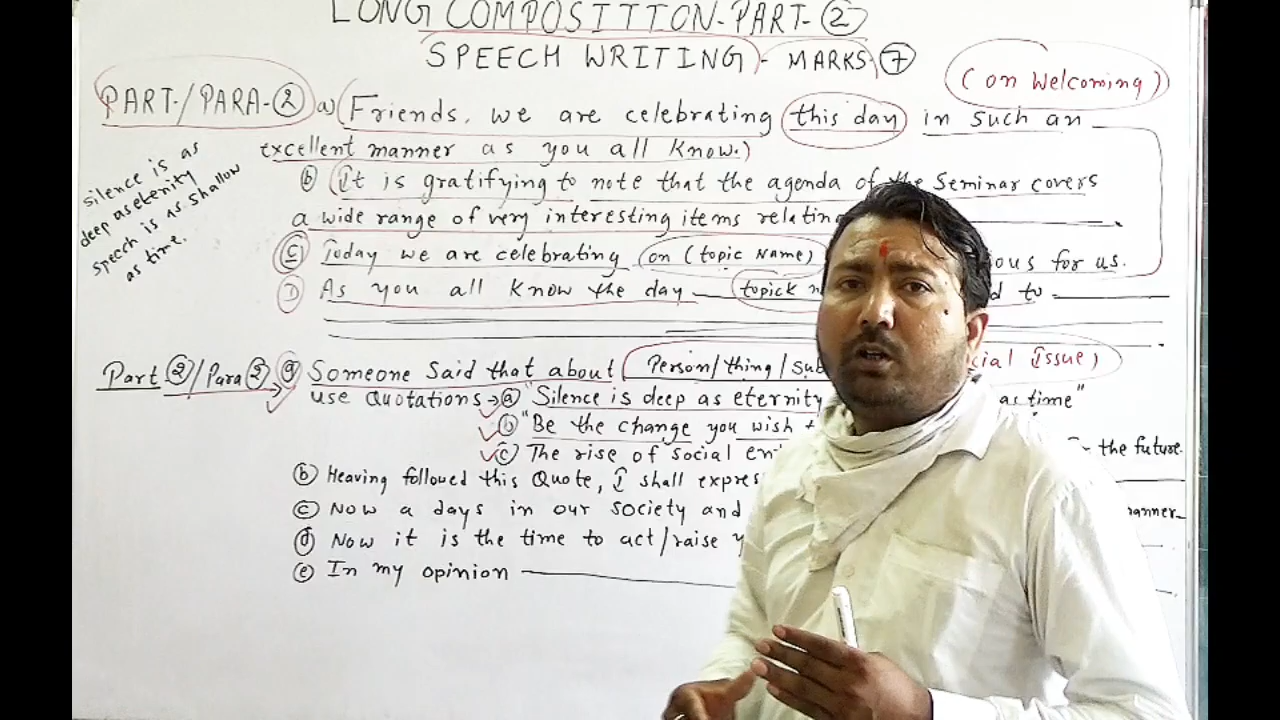 LONG COMPOSITION-PART-②
SPEECH WRITING - MARKS ⑦
(on Welcoming)
PART-/PARA-② a) (Friends, we are celebrating this day in such an
excellent manner as you all know.)
ⓑ (It is gratifying to note that the agenda of the Seminar covers
a wide range of very interesting items relating
ⓒ Today we are celebrating on (topic Name) for us.
ⓓ As you all know the day topick to
silence is as
deep as eternity
speech is as shallow
as time.
Part ②/Para ② ⓐ Someone Said that about Person/thing/ Issue)
use Quotations → ⓐ "Silence is deep as eternity as time"
ⓑ "Be the change you wish
ⓒ The rise of social the future.
ⓑ Heaving followed this Quote, I shall
ⓒ Now a days in our society and manner
ⓓ Now it is the time to act/raise
ⓔ In my opinion